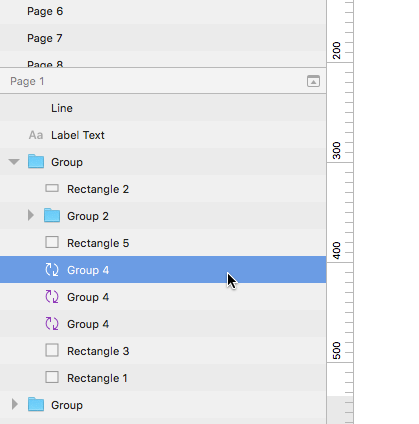 Page 6
Page 7
Page 8
Page 1
Line
Aa Label Text
Group
Rectangle 2
Group 2
Rectangle 5
Group 4
Group 4
Group 4
Rectangle 3
Rectangle 1
Group
200
300
400
500